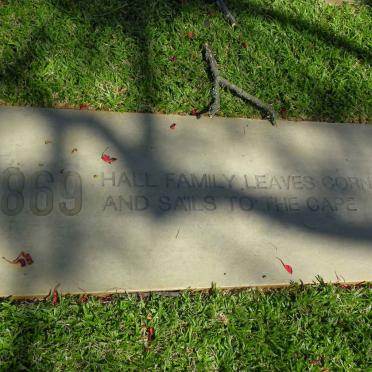 869 HALL FAMILY LEAVES CORN
AND SAILS TO THE CAPE